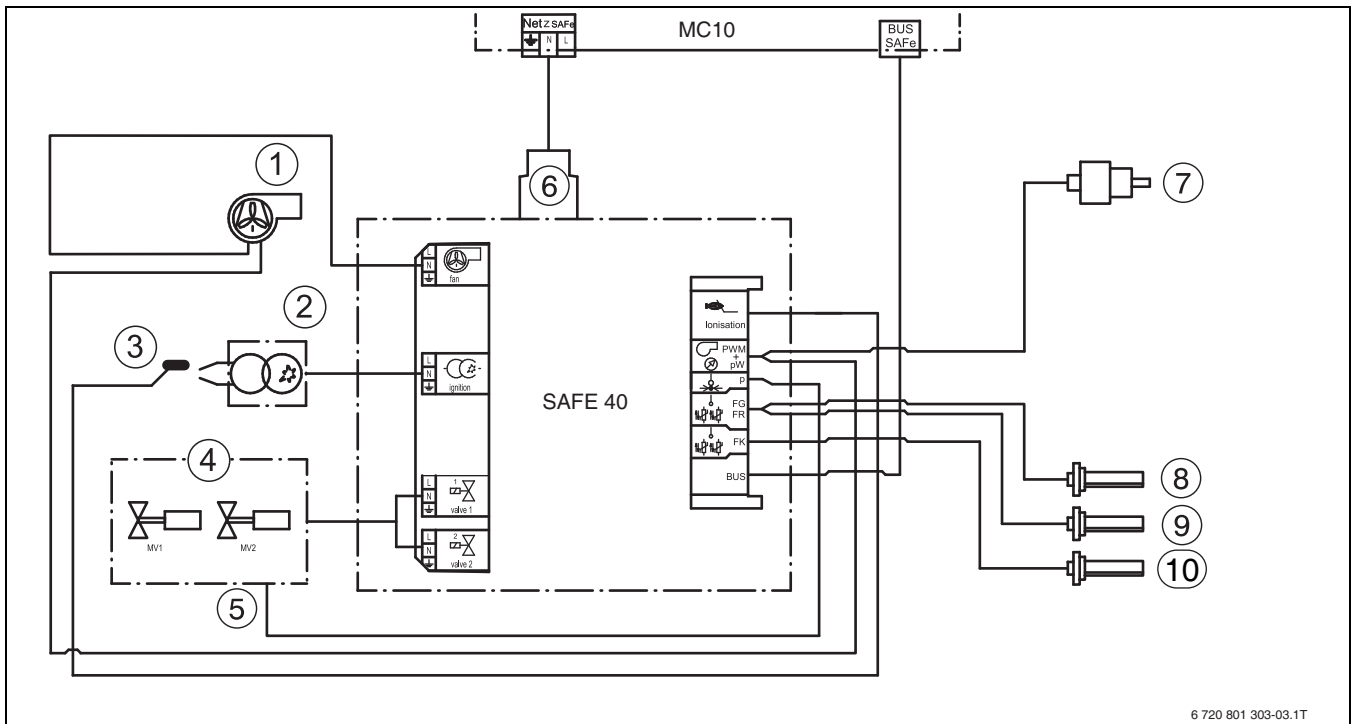 Netz SAFe
N L
MC10
BUS
SAFe
1
6
7
L
N
fan
Ionisation
2
3
PWM
+
pW
L
N
ignition
P
SAFE 40
FG
FR
FK
4
BUS
8
L
N
1
valve 1
9
MV1
MV2
L
N
2
valve 2
10
5
6 720 801 303-03.1T